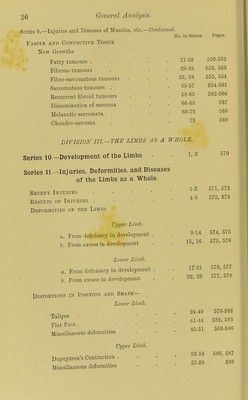 26 General Analysis.
Series 9.—Injuries and Diseases of Muscles, etc.—Continued.
No. in Series. Pages.
Fasciæ and Connective Tissue
New Growths
Fatty tumours . . . 21-28 550-552
Fibrous tumours . . . 29-32 552, 553
Fibro-sarcomatous tumours . . . 33, 34 553, 554
Sarcomatous tumours . . . 35-57 554-561
Recurrent fibroid tumours . . . 58-65 562-566
Dissemination of sarcoma . . . 66-68 567
Melanotic sarcomata . . . 69-72 568
Chondro-sarcoma . . . 73 569
DIVISION III.—THE LIMBS AS A WHOLE.
Series 10.—Development of the Limbs . . . 1, 2 570
Series 11.—Injuries, Deformities, and Diseases
of the Limbs as a Whole.
Recent Injuries . . . 1-3 571, 572
Results of Injuries . . . 4-8 572, 573
Deformities of the Limbs
Upper Limb.
a. From deficiency in development . . . 9-14 574, 575
b. From excess in development . . . 15, 16 575, 576
Lower Limb.
a. From deficiency in development . . . 17-21 576, 577
b. From excess in development . . . 22, 23 577, 578
Distortions in Position and Shape—
Lower Limb.
Talipes . . . 24-40 578-582
Flat Foot . . . 41-44 582, 583
Miscellaneous deformities . . . 45-51 583-586
Upper Limb.
Dupuytren's Contraction . . . 52-56 586, 587
Miscellaneous deformities . . . 57-59 588